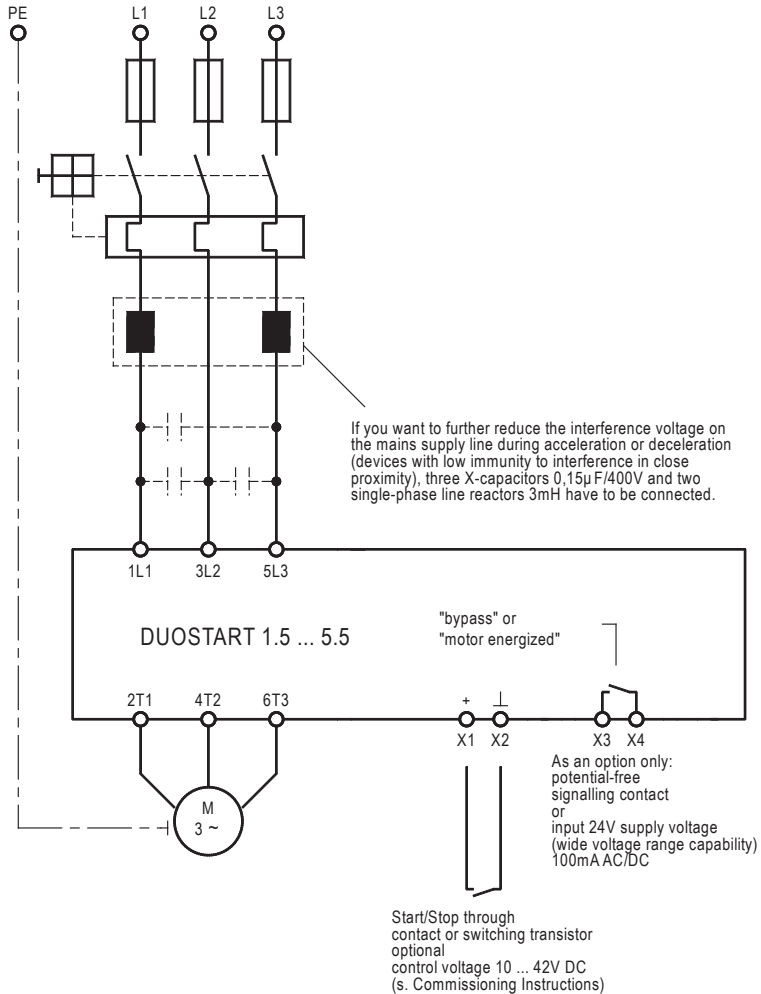 PE L1 L2 L3
If you want to further reduce the interference voltage on
the mains supply line during acceleration or deceleration
(devices with low immunity to interference in close
proximity), three X-capacitors 0,15µF/400V and two
single-phase line reactors 3mH have to be connected.
1L1 3L2 5L3
DUOSTART 1.5 ... 5.5
"bypass" or
"motor energized"
2T1 4T2 6T3
+ ⊥
X1 X2 X3 X4
M
3 ~
As an option only:
potential-free
signalling contact
or
input 24V supply voltage
(wide voltage range capability)
100mA AC/DC
Start/Stop through
contact or switching transistor
optional
control voltage 10 ... 42V DC
(s. Commissioning Instructions)